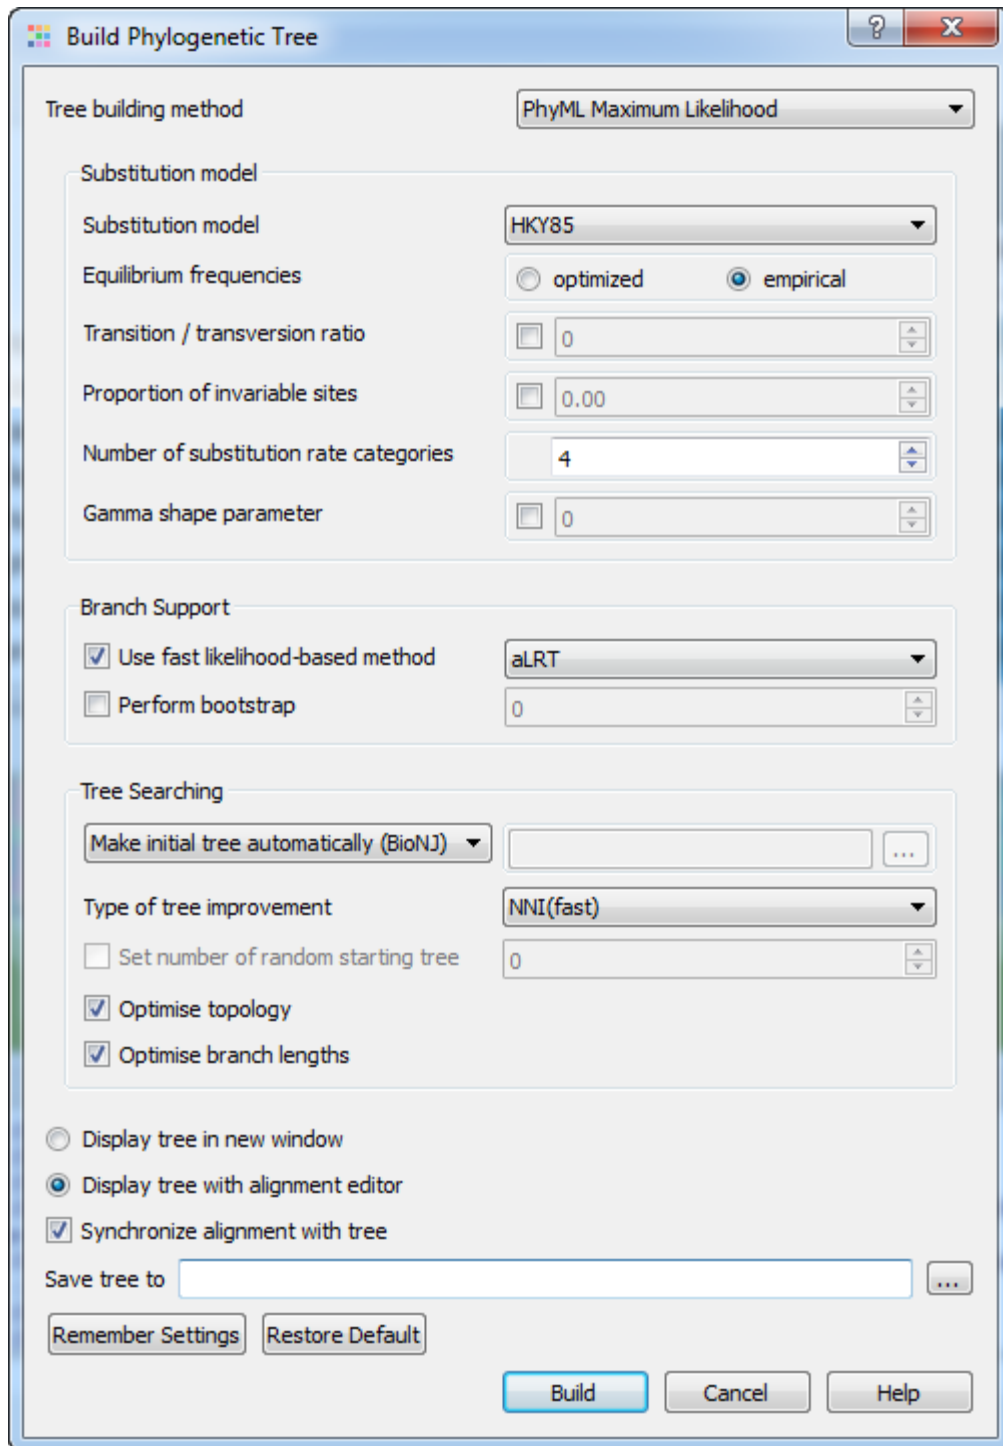 Build Phylogenetic Tree
?
Tree building method PhyML Maximum Likelihood
Substitution model
Substitution model HKY85
Equilibrium frequencies optimized empirical
Transition / transversion ratio 0
Proportion of invariable sites 0.00
Number of substitution rate categories 4
Gamma shape parameter 0
Branch Support
Use fast likelihood-based method aLRT
Perform bootstrap 0
Tree Searching
Make initial tree automatically (BioNJ) ...
Type of tree improvement NNI(fast)
Set number of random starting tree 0
Optimise topology
Optimise branch lengths
Display tree in new window
Display tree with alignment editor
Synchronize alignment with tree
Save tree to ...
Remember Settings Restore Default
Build Cancel Help